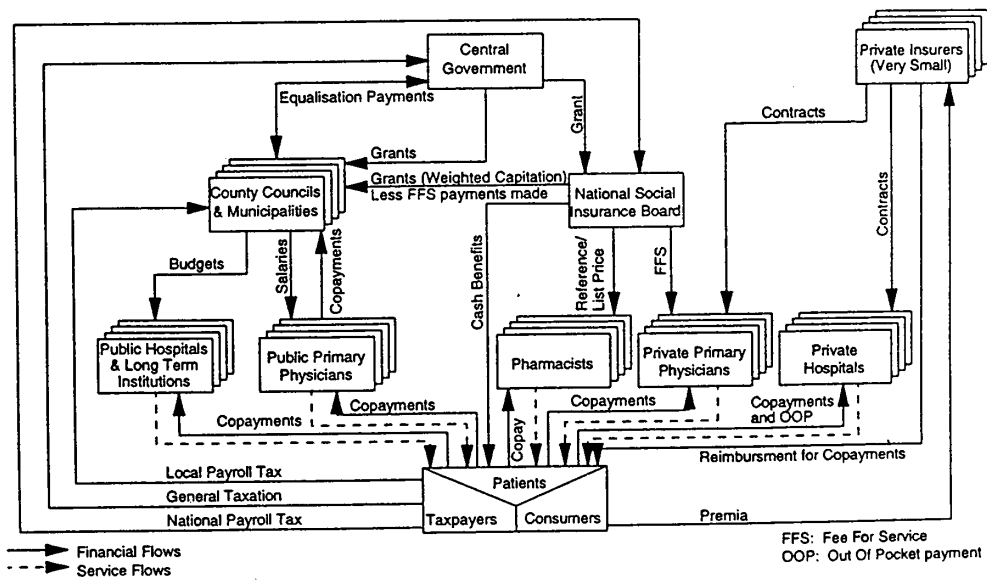 Central
Government
Private Insurers
(Very Small)
Equalisation Payments
Grant
Contracts
Grants
Grants (Weighted Capitation)
Less FFS payments made
County Councils
& Municipalities
National Social
Insurance Board
Contracts
Budgets
Salaries
Copayments
Cash Benefits
Reference/
List Price
FFS
Public Hospitals
& Long Term
Institutions
Public Primary
Physicians
Pharmacists
Private Primary
Physicians
Private
Hospitals
Copayments
Copayments
Copay
Copayments
Copayments
and OOP
Reimbursment for Copayments
Local Payroll Tax
General Taxation
National Payroll Tax
Patients
Taxpayers
Consumers
Premia
Financial Flows
Service Flows
FFS: Fee For Service
OOP: Out Of Pocket payment